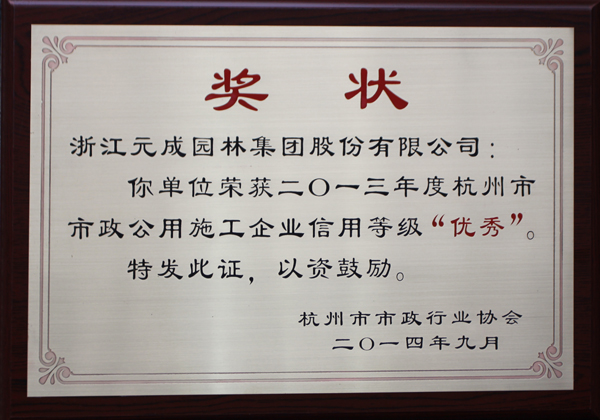 奖 状
浙江元成园林集团股份有限公司：
你单位荣获二〇一三年度杭州市
市政公用施工企业信用等级“优秀”。
特发此证，以资鼓励。
杭州市市政行业协会
二〇一四年九月